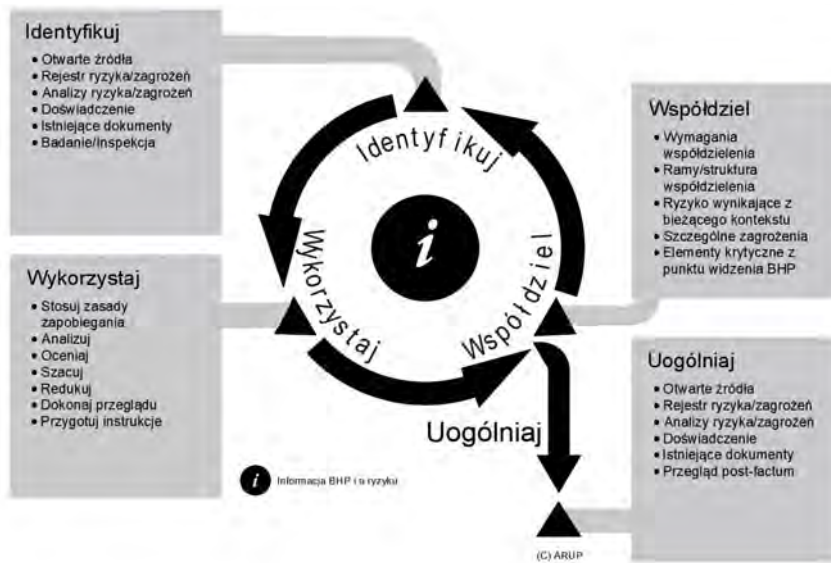 Identyfikuj
• Otwarte źródła
• Rejestr ryzyka/zagrożeń
• Analizy ryzyka/zagrożeń
• Doświadczenie
• Istniejące dokumenty
• Badanie/Inspekcja
Współdziel
• Wymagania
współdzielenia
• Ramy/struktura
współdzielenia
• Ryzyko wynikające z
bieżącego kontekstu
• Szczególne zagrożenia
• Elementy krytyczne z
punktu widzenia BHP
Identyfikuj
Wykorzystaj
Współdziel
i
Wykorzystaj
• Stosuj zasady
zapobiegania
• Analizuj
• Oceniaj
• Szacuj
• Redukuj
• Dokonaj przeglądu
• Przygotuj instrukcje
Uogólniaj
Uogólniaj
• Otwarte źródła
• Rejestr ryzyka/zagrożeń
• Analizy ryzyka/zagrożeń
• Doświadczenie
• Istniejące dokumenty
• Przegląd post-factum
i Informacja BHP i o ryzyku
(C) ARUP